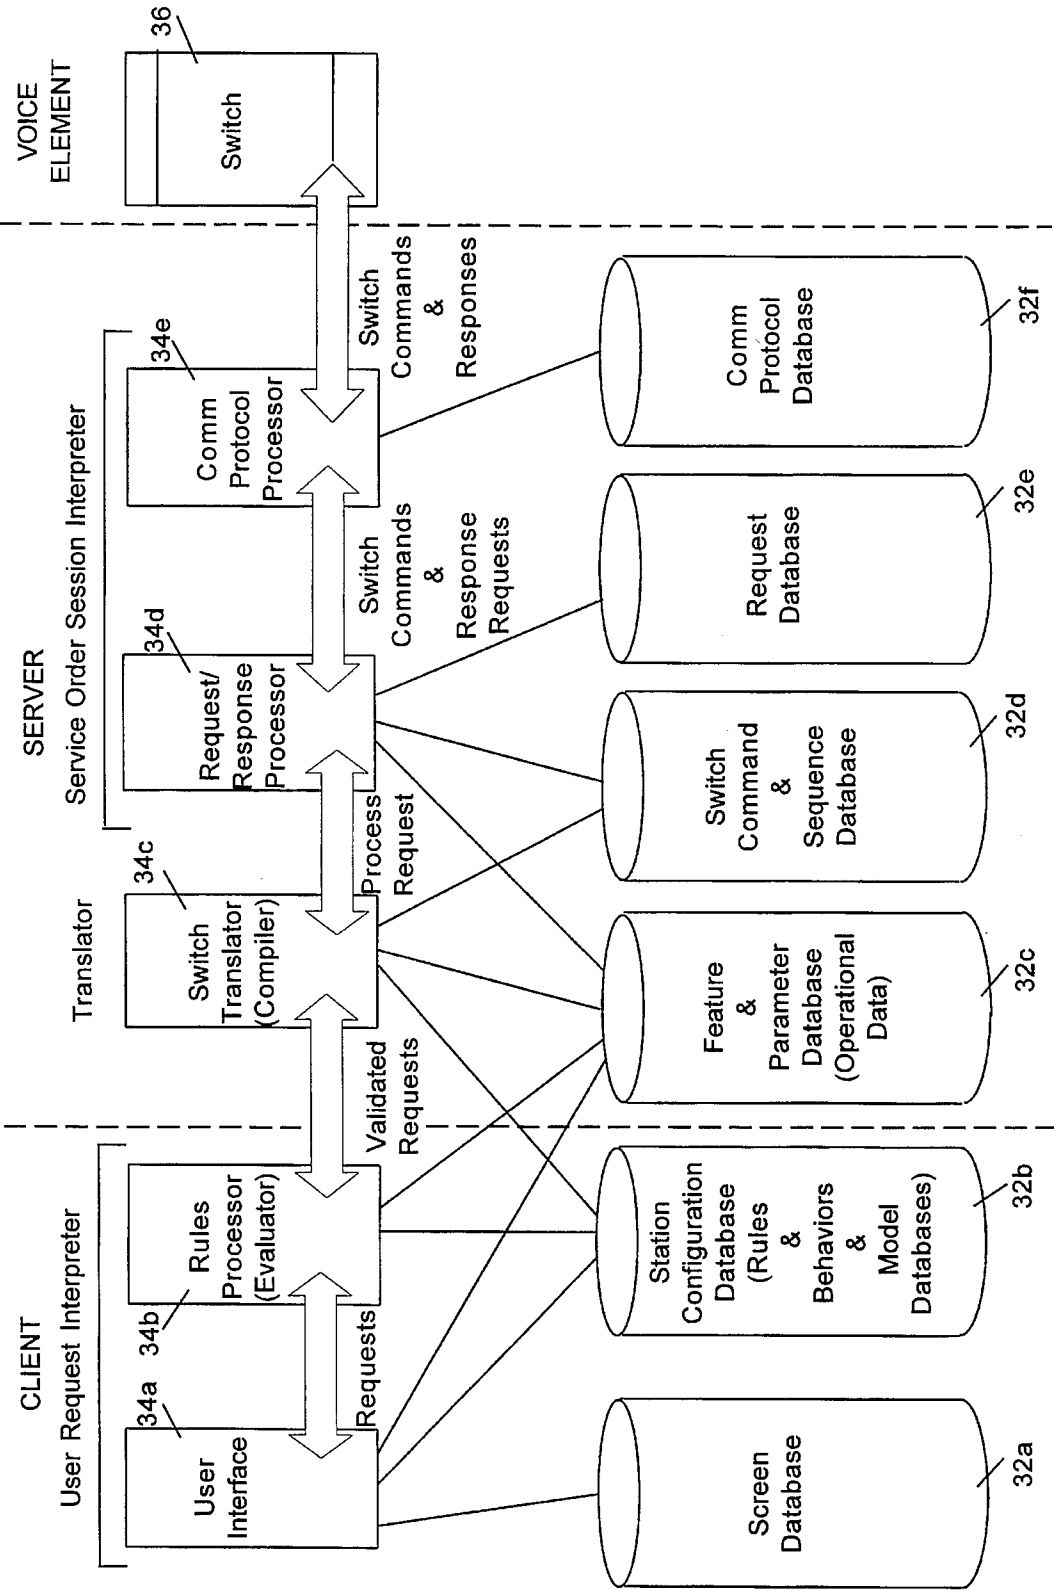 CLIENT
User Request Interpreter
SERVER
Translator
Service Order Session Interpreter
VOICE
ELEMENT
34a
User
Interface
Requests
34b
Rules
Processor
(Evaluator)
Validated
Requests
34c
Switch
Translator
(Compiler)
Process
Request
34d
Request/
Response
Processor
Switch
Commands
&
Response
Requests
34e
Comm
Protocol
Processor
Switch
Commands
&
Responses
36
Switch
Screen
Database
32a
Station
Configuration
Database
(Rules
&
Behaviors
&
Model
Databases)
32b
Feature
&
Parameter
Database
(Operational
Data)
32c
Switch
Command
&
Sequence
Database
32d
Request
Database
32e
Comm
Protocol
Database
32f